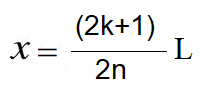 x = (2k+1)/2n L